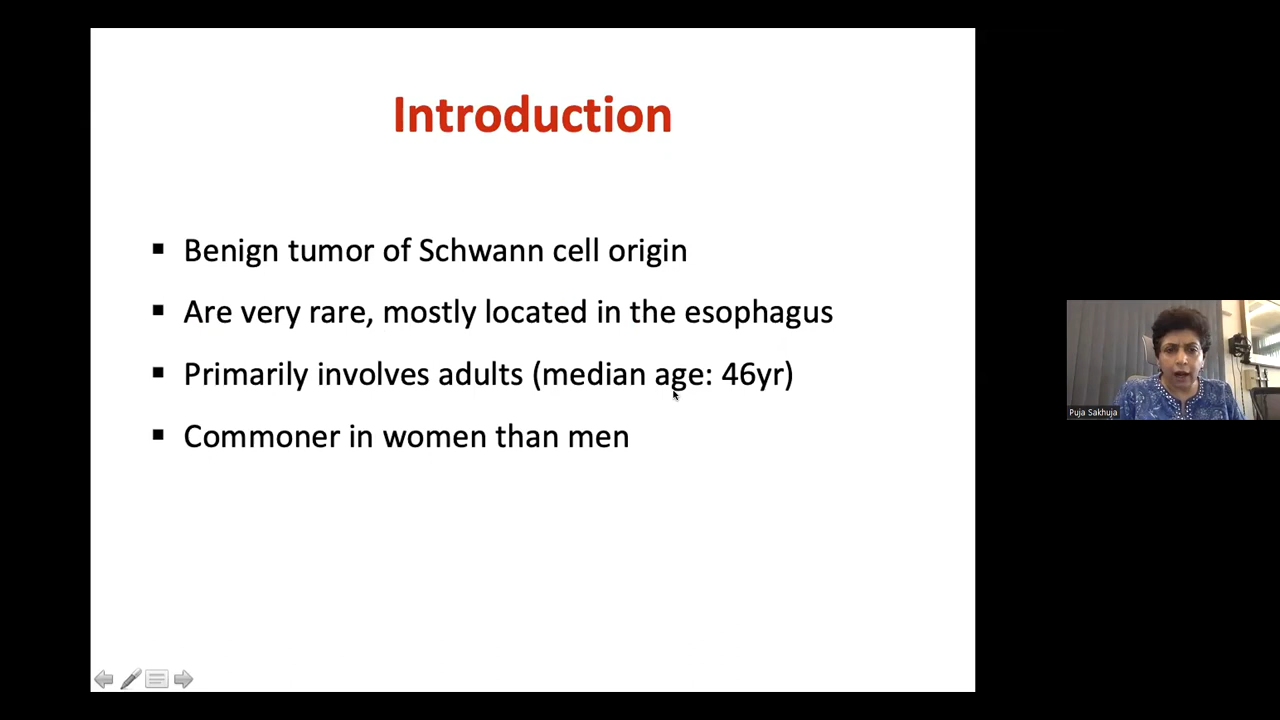 Introduction
▪ Benign tumor of Schwann cell origin
▪ Are very rare, mostly located in the esophagus
▪ Primarily involves adults (median age: 46yr)
▪ Commoner in women than men
Puja Sakhuja